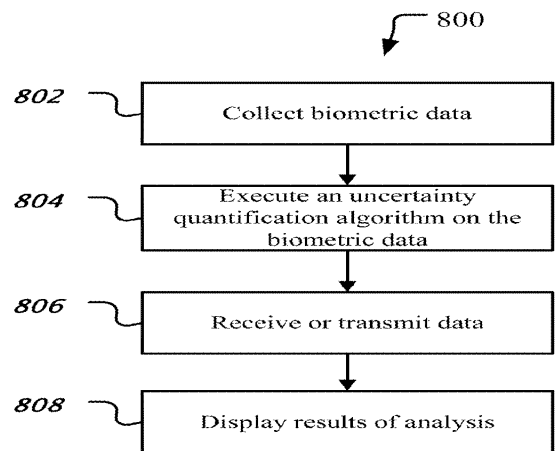 800
802
Collect biometric data
804
Execute an uncertainty
quantification algorithm on the
biometric data
806
Receive or transmit data
808
Display results of analysis